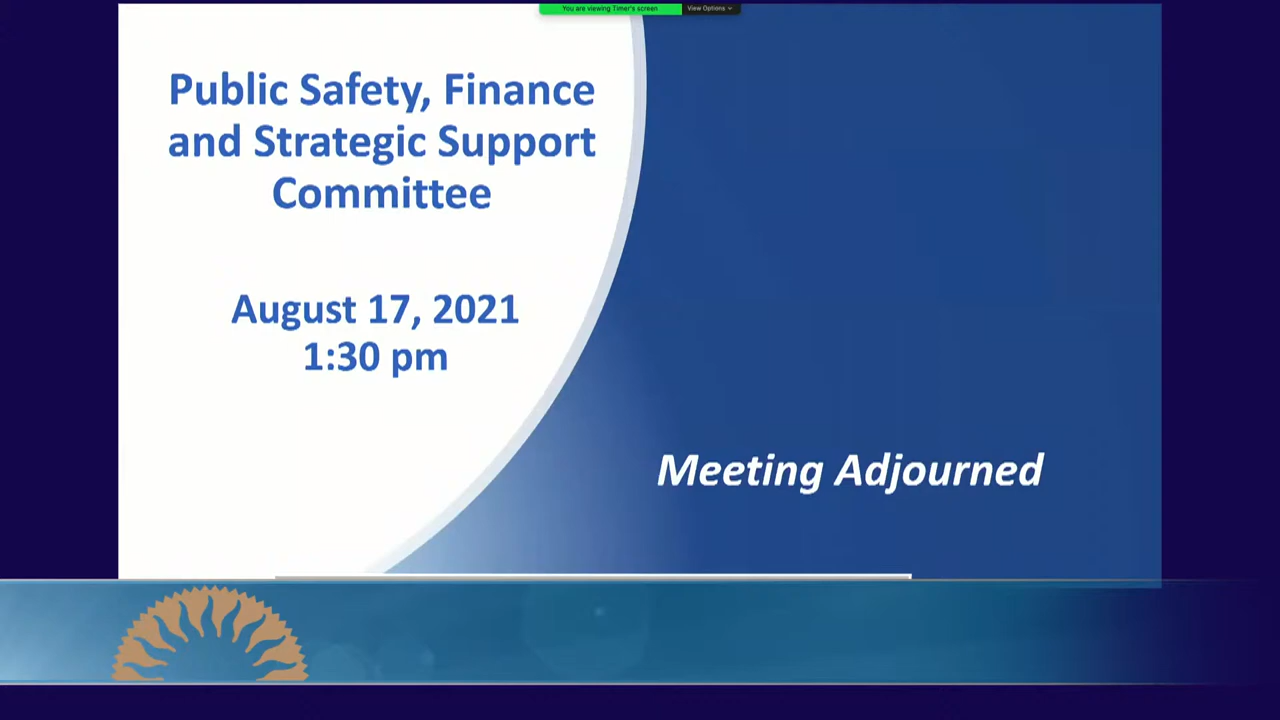 You are viewing Timer's screen
View Options
Public Safety, Finance
and Strategic Support
Committee
August 17, 2021
1:30 pm
Meeting Adjourned